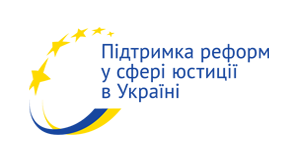 Підтримка реформ
у сфері юстиції
в Україні